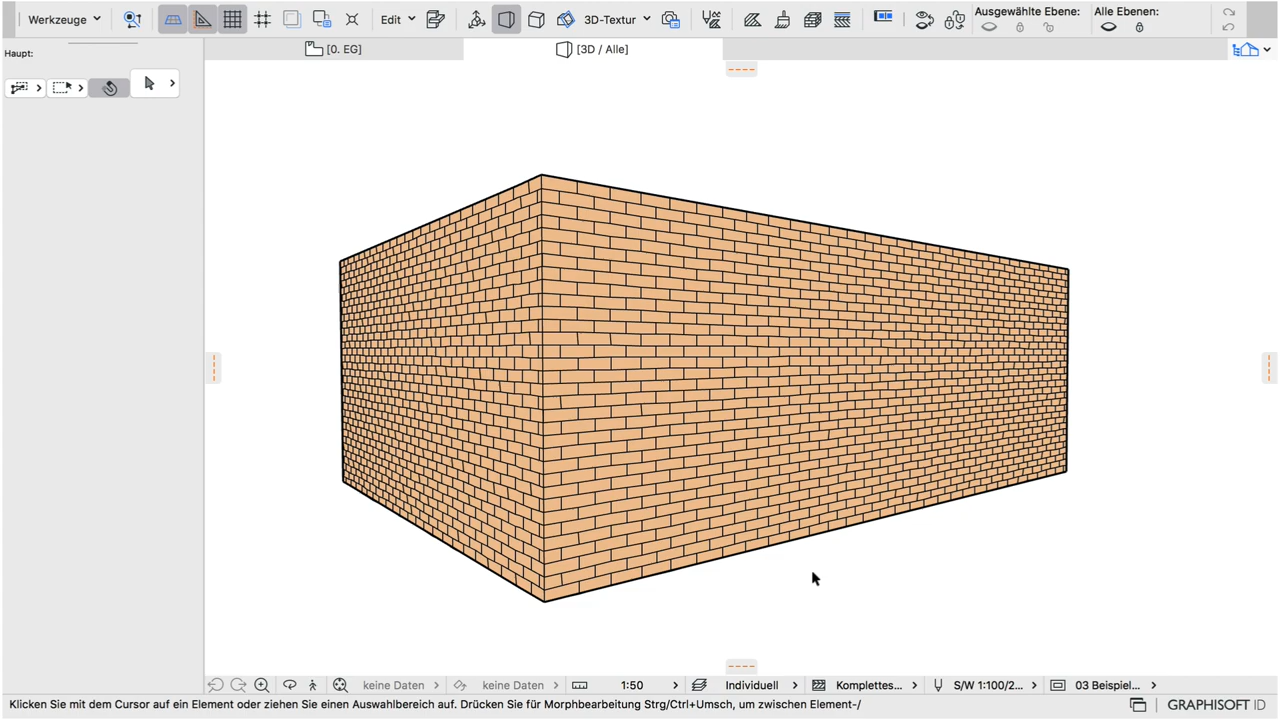 Werkzeuge
Edit
3D-Textur
Ausgewählte Ebene:
Alle Ebenen:
[0. EG]
[3D / Alle]
Haupt:
keine Daten
keine Daten
1:50
Individuell
Komplettes...
S/W 1:100/2...
03 Beispiel...
Klicken Sie mit dem Cursor auf ein Element oder ziehen Sie einen Auswahlbereich auf. Drücken Sie für Morphbearbeitung Strg/Ctrl+Umsch, um zwischen Element-/
GRAPHISOFT ID